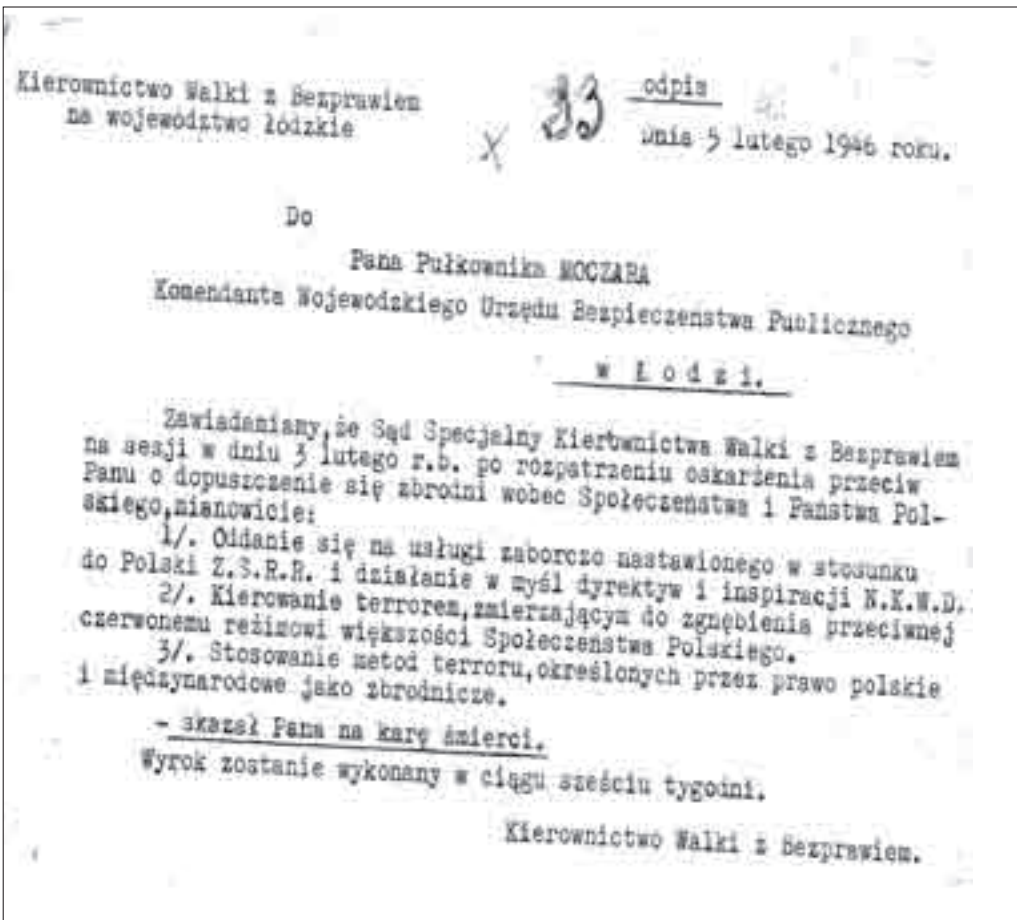 Kierownictwo Walki z Bezprawiem
na województwo łódzkie
33
odpis
X
Dnia 5 lutego 1946 roku.
Do
Pana Pułkownika MOCZARA
Komendanta Wojewodzkiego Urzędu Bezpieczeństwa Publicznego
w Łodzi.
Zawiadamiamy,że Sąd Specjalny Kierownictwa Walki z Bezprawiem
na sesji w dniu 3 lutego r.b. po rozpatrzeniu oskarżenia przeciw
Panu o dopuszczenie się zbrodni wobec Społeczeństwa i Państwa Pol-
skiego,mianowicie:
1/. Oddanie się na usługi zaborczo nastawionego w stosunku
do Polski Z.S.R.R. i działanie w myśl dyrektyw i inspiracji N.K.W.D.
2/. Kierowanie terrorem,zmierzającym do zgnębienia przeciwnej
czerwonemu reżimowi większości Społeczeństwa Polskiego.
3/. Stosowanie metod terroru,określonych przez prawo polskie
i międzynarodowe jako zbrodnicze.
- skazał Pana na karę śmierci.
Wyrok zostanie wykonany w ciągu sześciu tygodni.
Kierownictwo Walki z Bezprawiem.